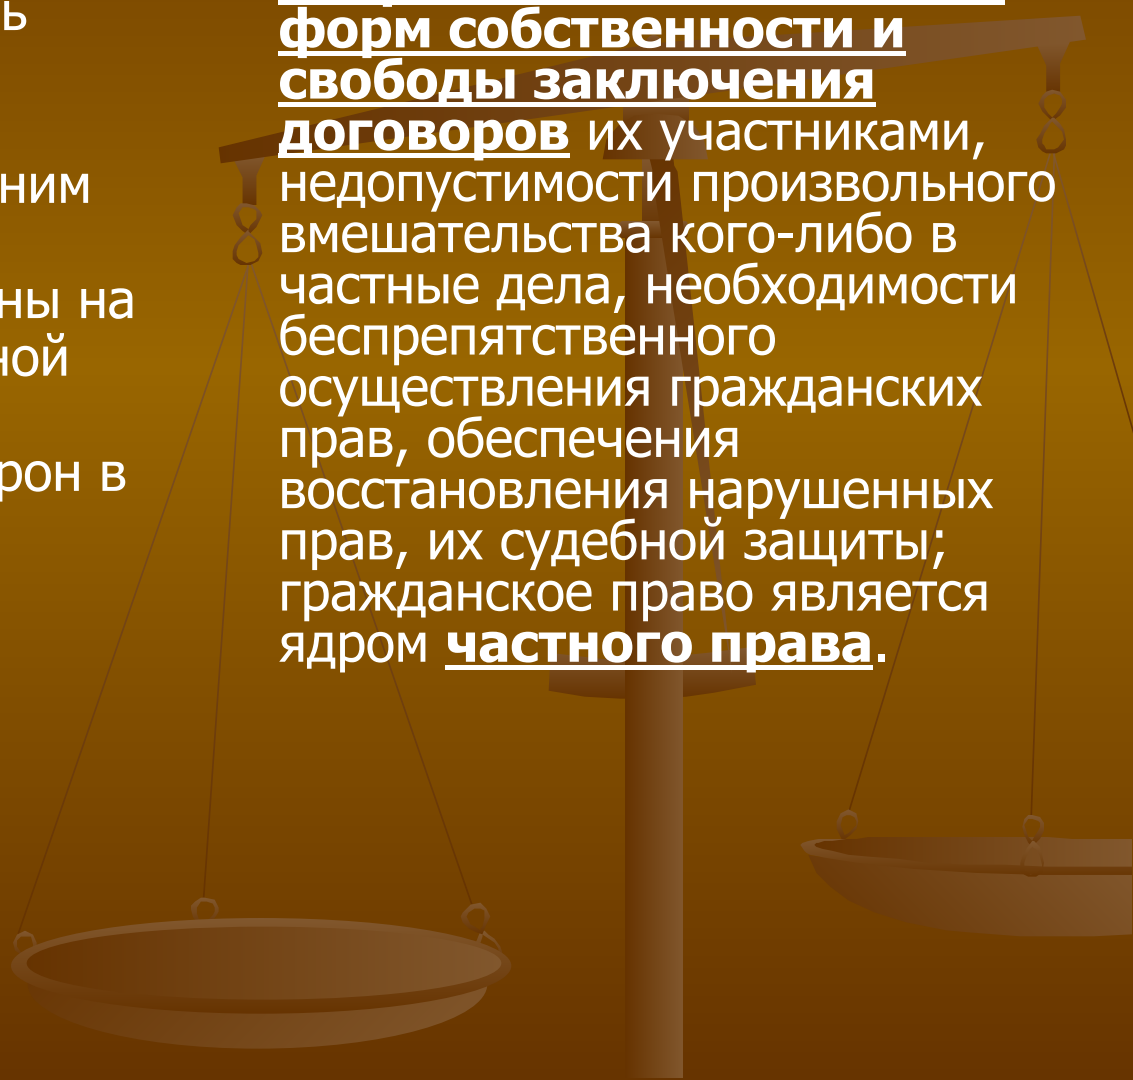 форм собственности и
свободы заключения
договоров их участниками,
недопустимости произвольного
вмешательства кого-либо в
частные дела, необходимости
беспрепятственного
осуществления гражданских
прав, обеспечения
восстановления нарушенных
прав, их судебной защиты;
гражданское право является
ядром частного права.